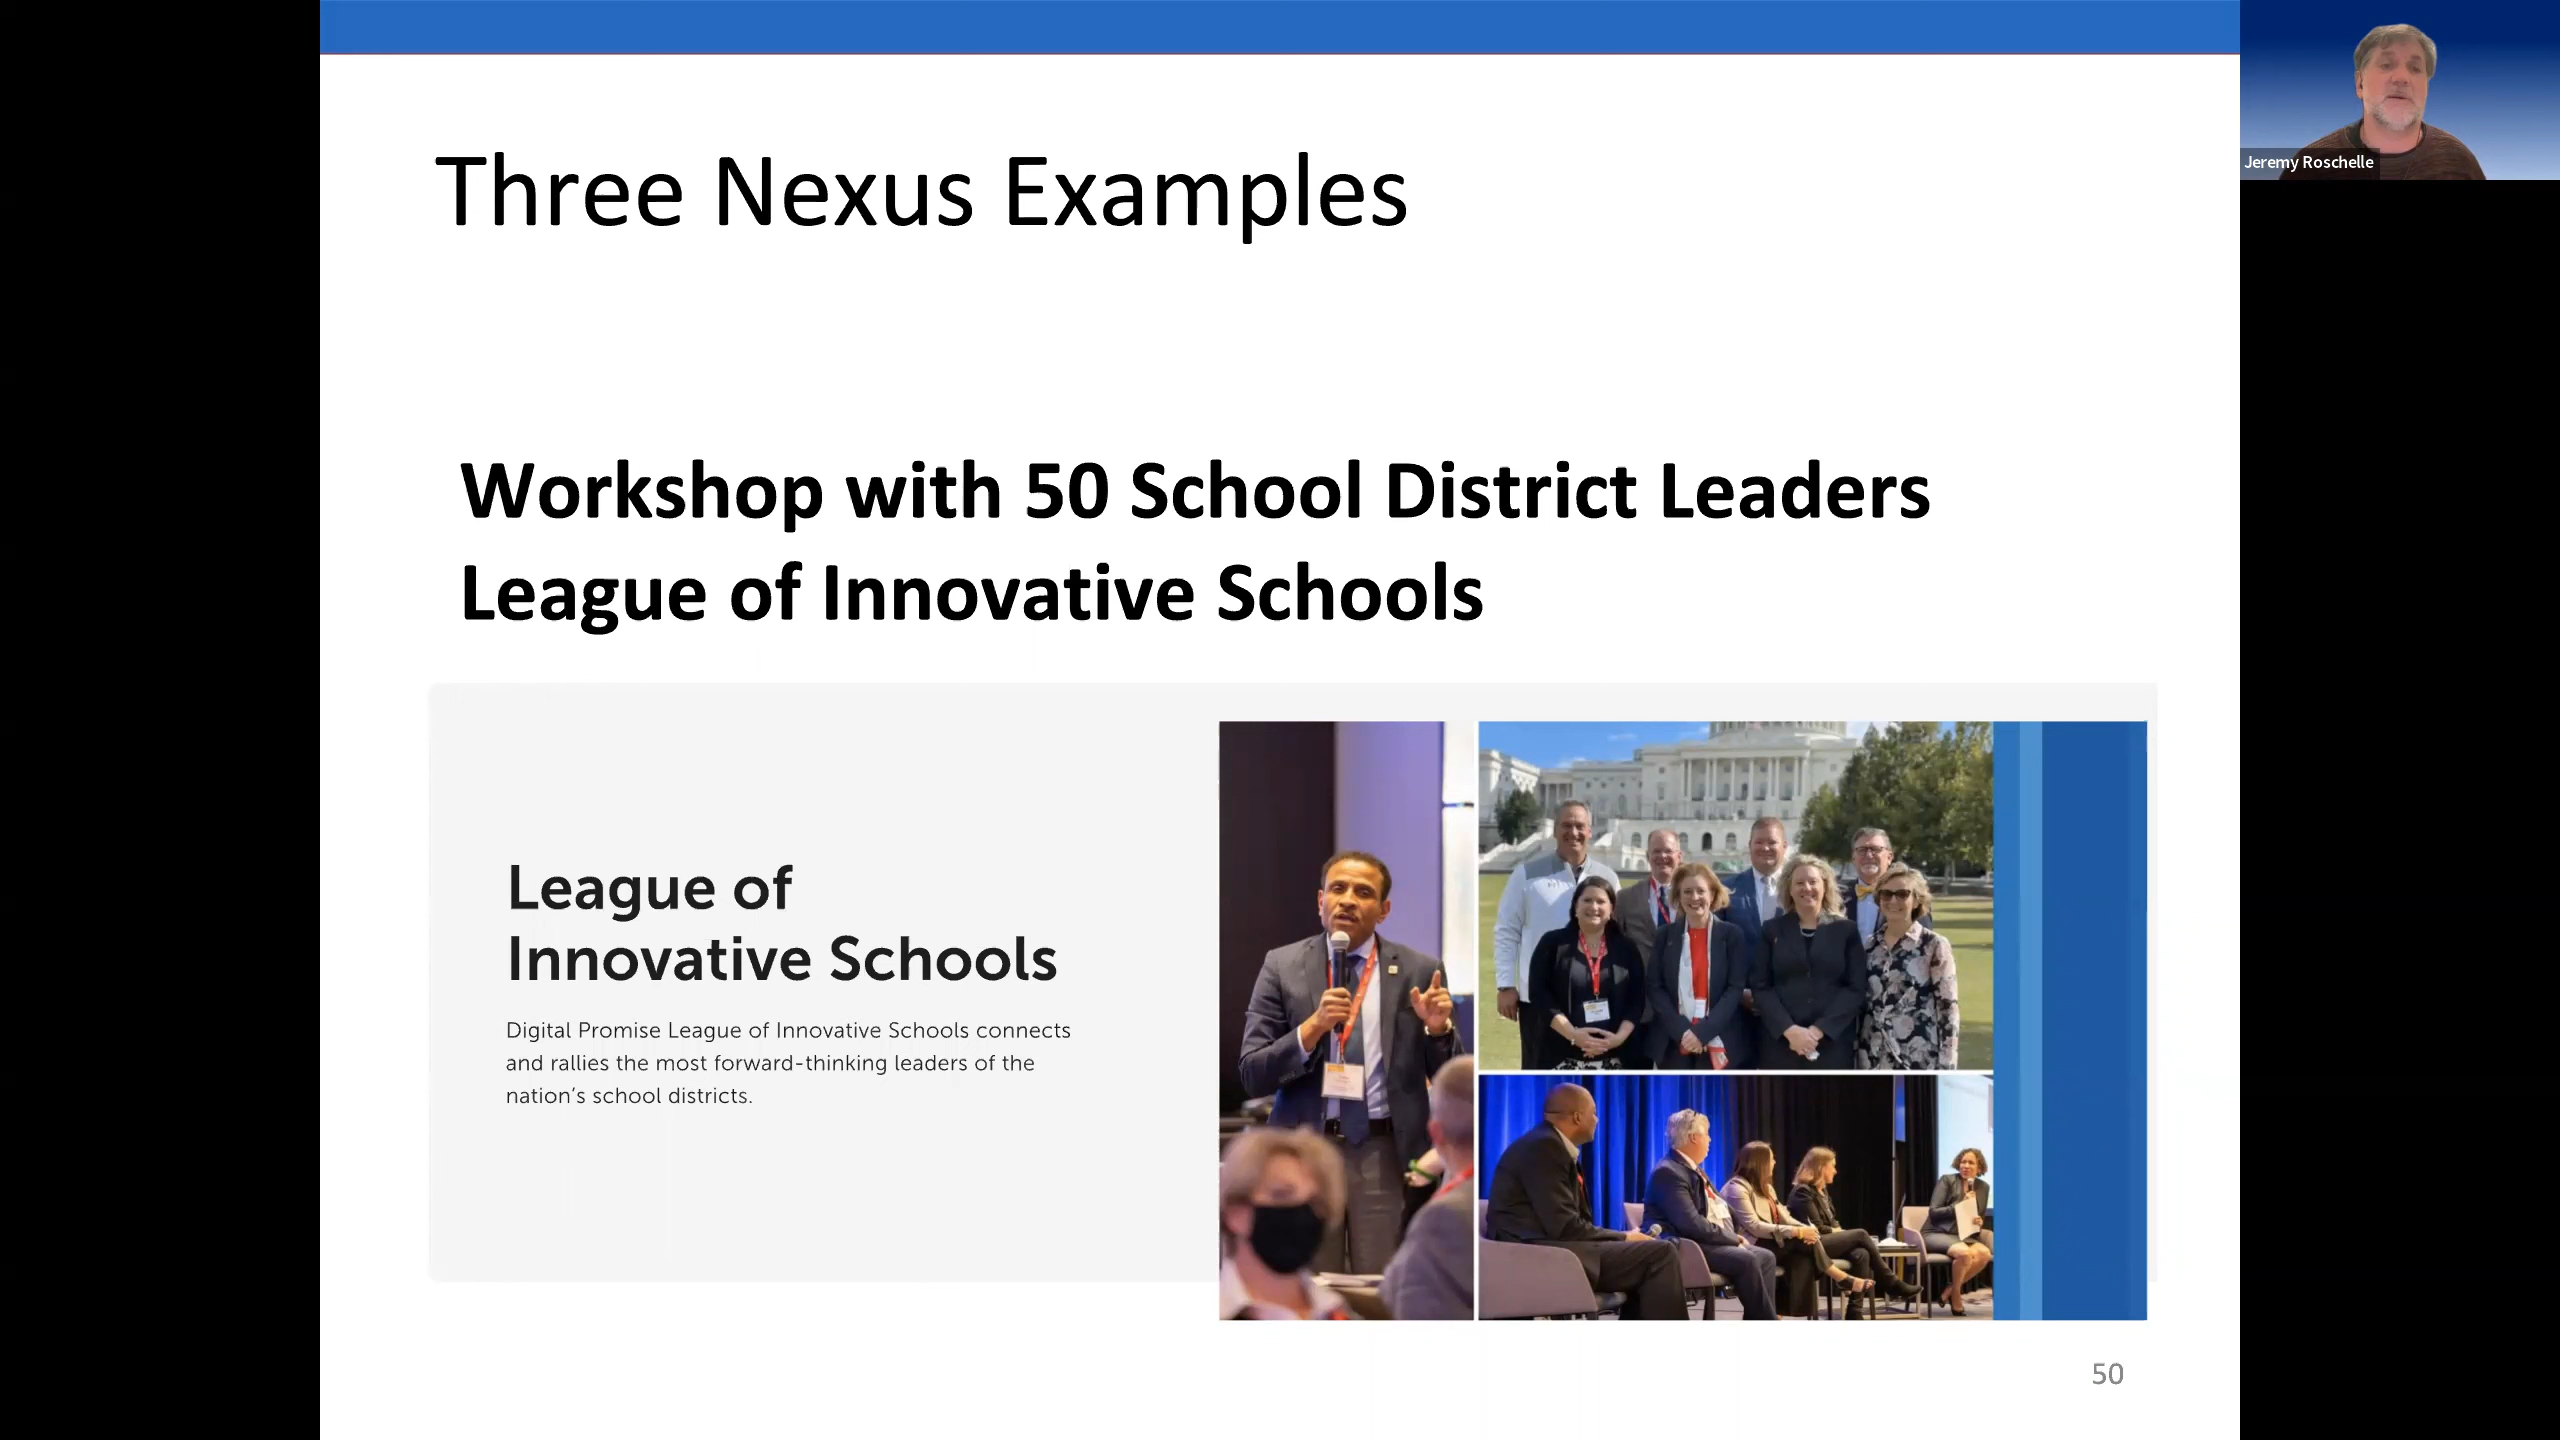 Three Nexus Examples
Jeremy Roschelle
Workshop with 50 School District Leaders
League of Innovative Schools
League of
Innovative Schools
Digital Promise League of Innovative Schools connects
and rallies the most forward-thinking leaders of the
nation’s school districts.
50